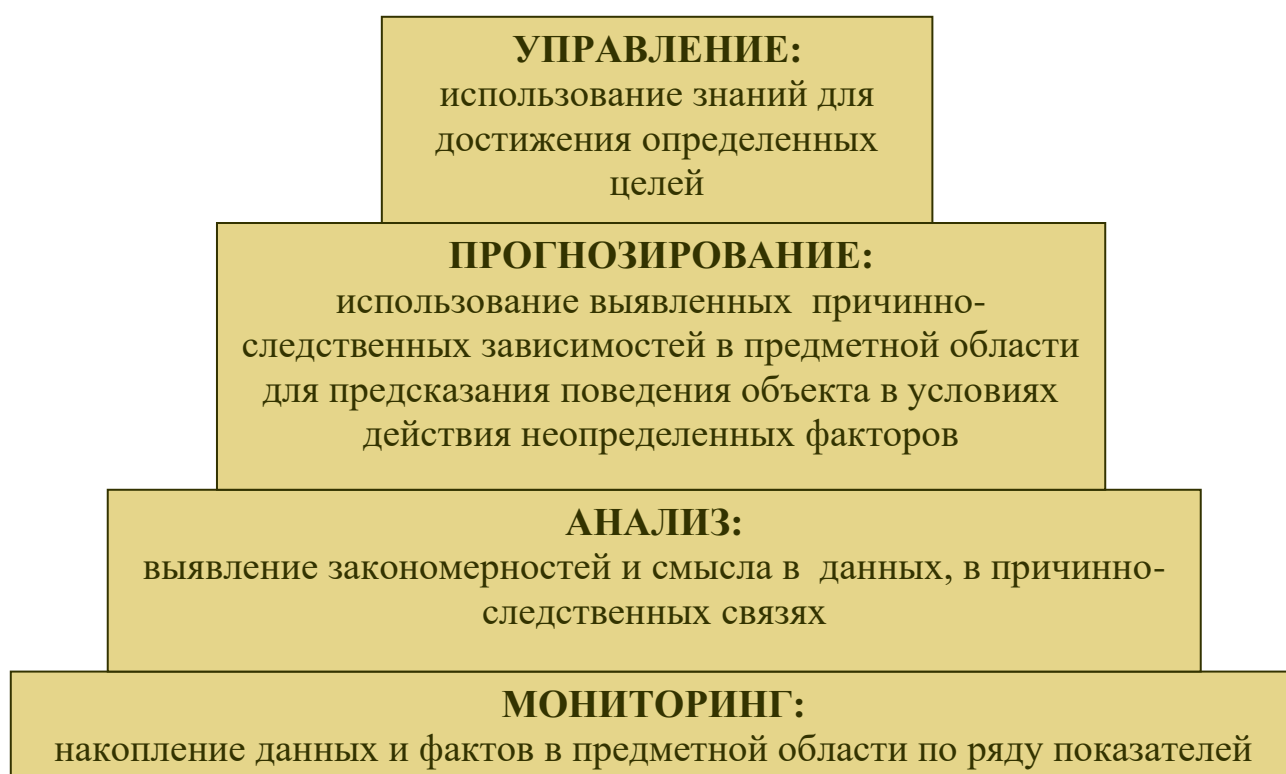 УПРАВЛЕНИЕ:
использование знаний для
достижения определенных
целей
ПРОГНОЗИРОВАНИЕ:
использование выявленных  причинно-
следственных зависимостей в предметной области
для предсказания поведения объекта в условиях
действия неопределенных факторов
АНАЛИЗ:
выявление закономерностей и смысла в  данных, в причинно-
следственных связях
МОНИТОРИНГ:
накопление данных и фактов в предметной области по ряду показателей